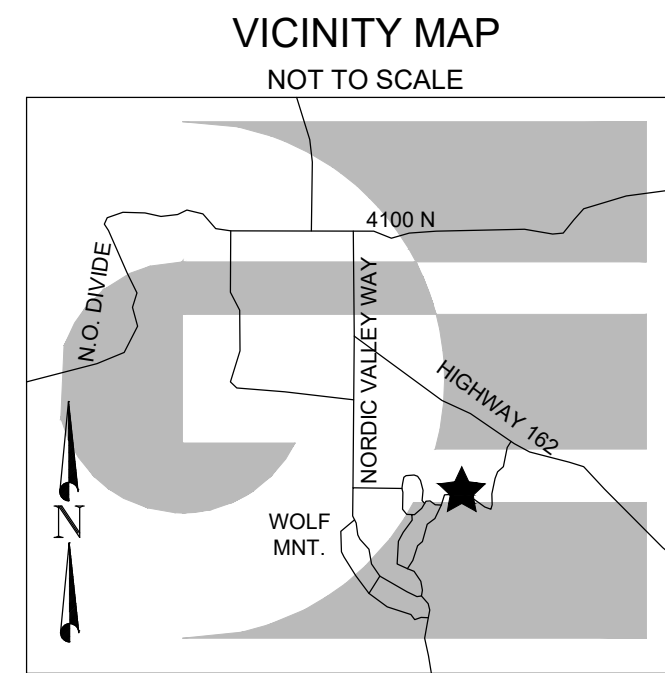 VICINITY MAP
NOT TO SCALE
4100 N
N.O. DIVIDE
NORDIC VALLEY WAY
HIGHWAY 162
WOLF
MNT.
N